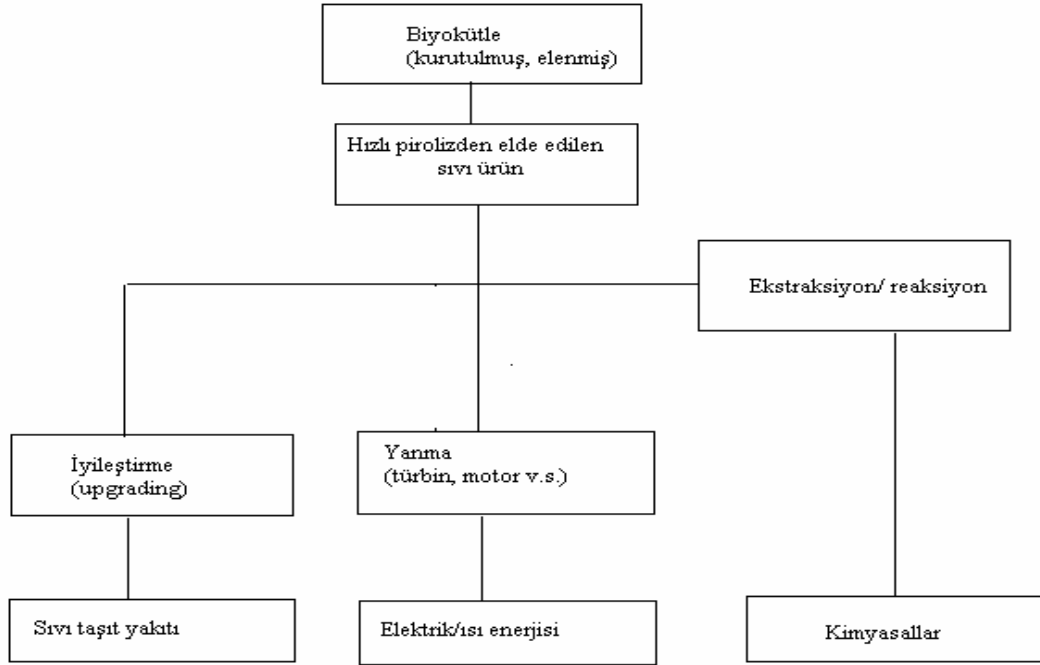 Biyokütle
(kurutulmuş, elenmiş)
Hızlı pirolizden elde edilen
sıvı ürün
Ekstraksiyon/ reaksiyon
İyileştirme
(upgrading)
Yanma
(türbin, motor v.s.)
Sıvı taşıt yakıtı
Elektrik/ısı enerjisi
Kimyasallar